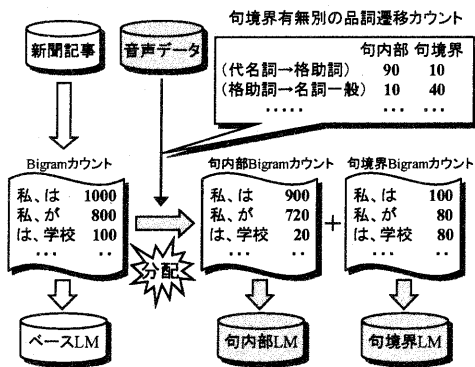 新聞記事
音声データ
句境界有無別の品詞遷移カウント
句内部 句境界
(代名詞→格助詞) 90 10
(格助詞→名詞一般) 10 40
・・・・・ ・・・ ・・・
Bigramカウント
私、は 1000
私、が 800
は、学校 100
・・・ ・・
分配
句内部Bigramカウント
私、は 900
私、が 720
は、学校 20
・・・ ・・
+
句境界Bigramカウント
私、は 100
私、が 80
は、学校 80
・・・ ・・
ベースLM
句内部LM
句境界LM